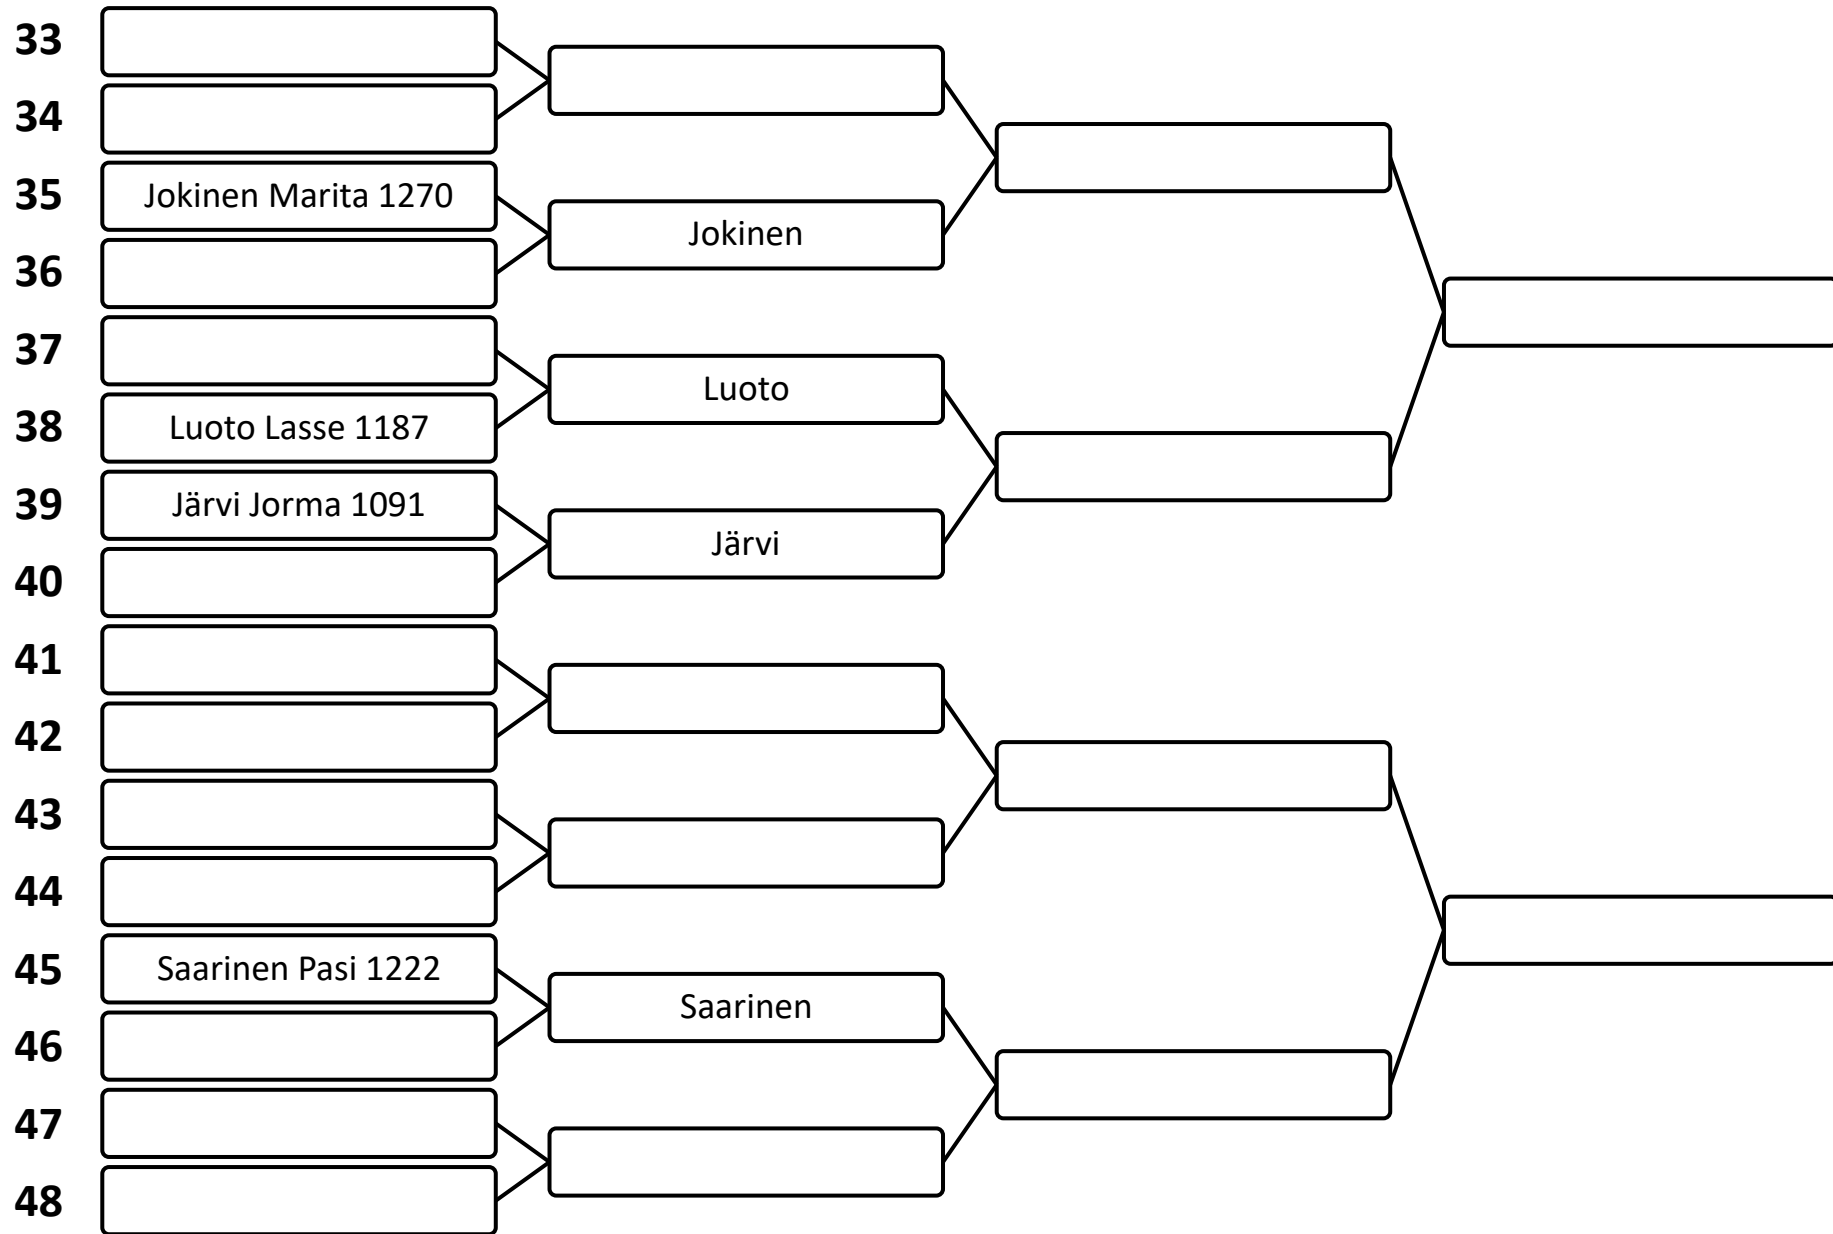 33
34
35 Jokinen Marita 1270
Jokinen
36
37
Luoto
38 Luoto Lasse 1187
39 Järvi Jorma 1091
Järvi
40
41
42
43
44
45 Saarinen Pasi 1222
Saarinen
46
47
48